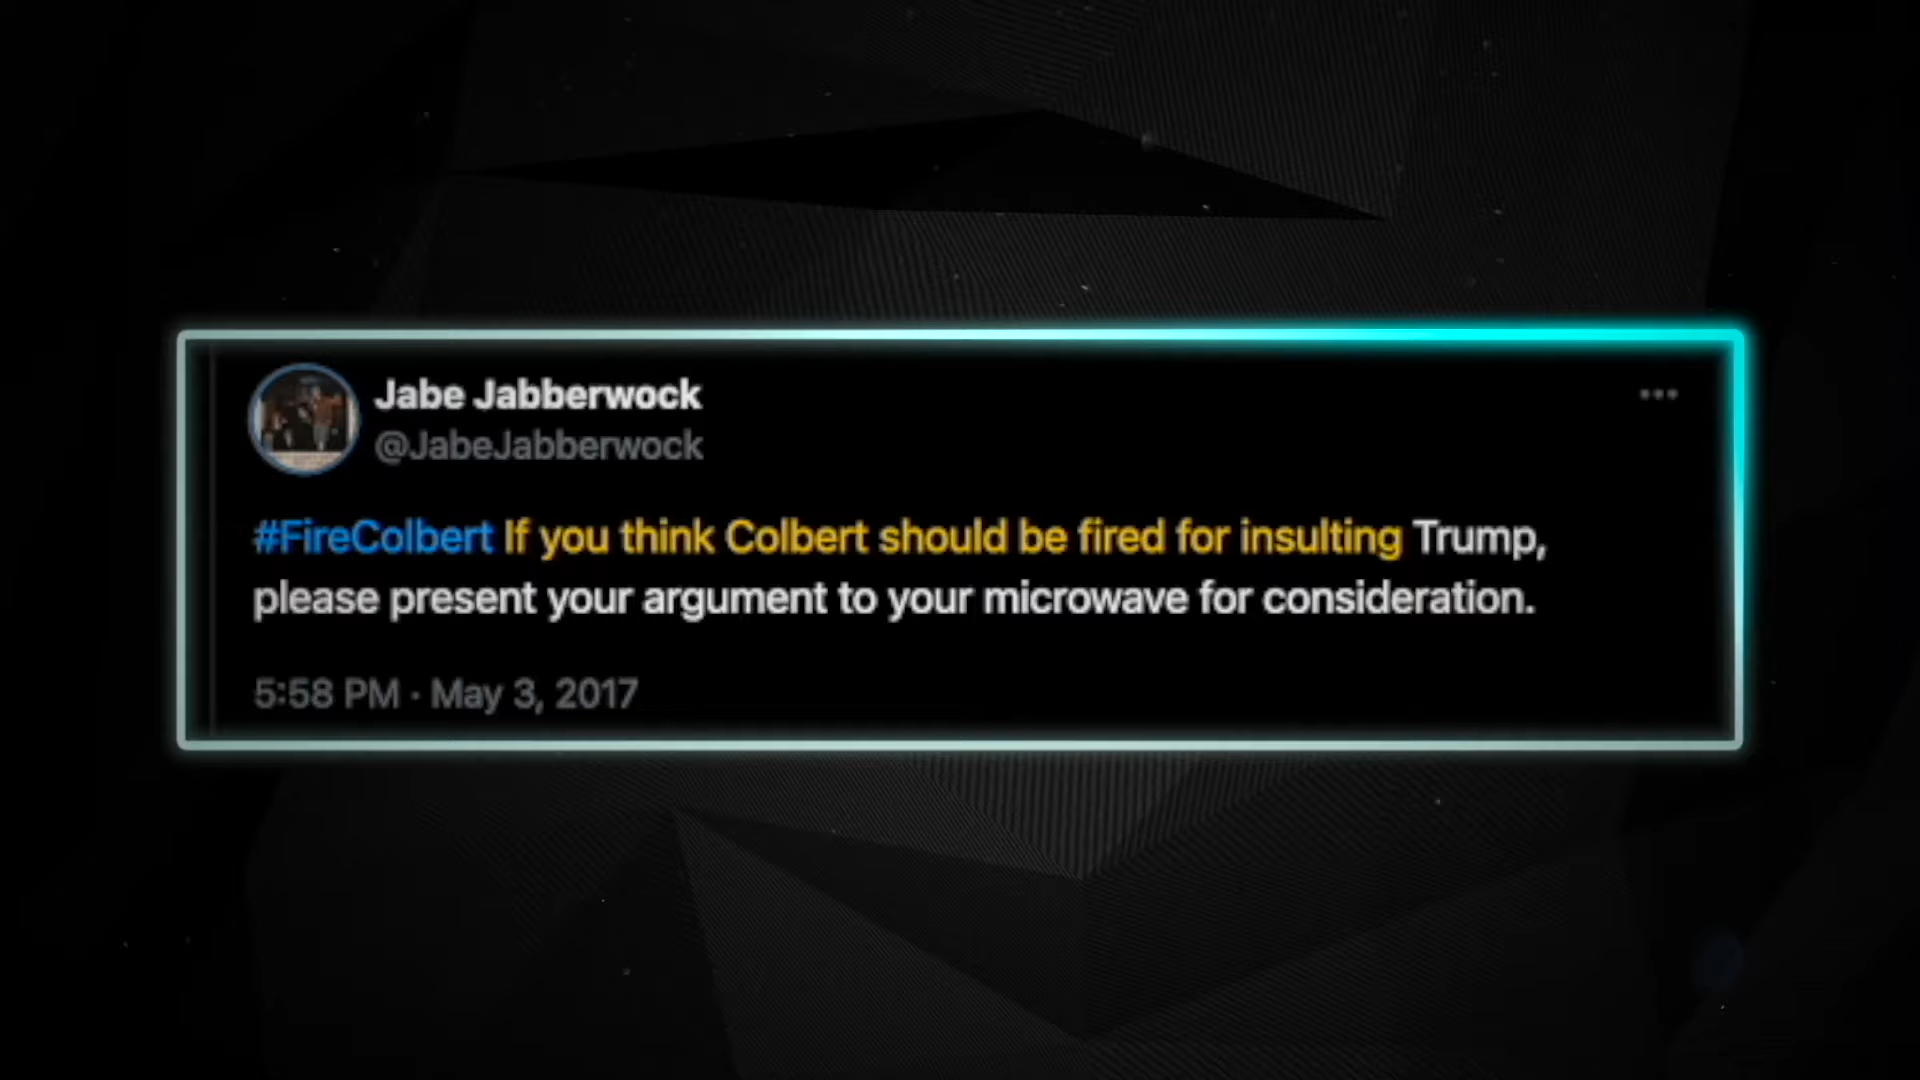 Jabe Jabberwock
@JabeJabberwock
#FireColbert If you think Colbert should be fired for insulting Trump,
please present your argument to your microwave for consideration.
5:58 PM · May 3, 2017